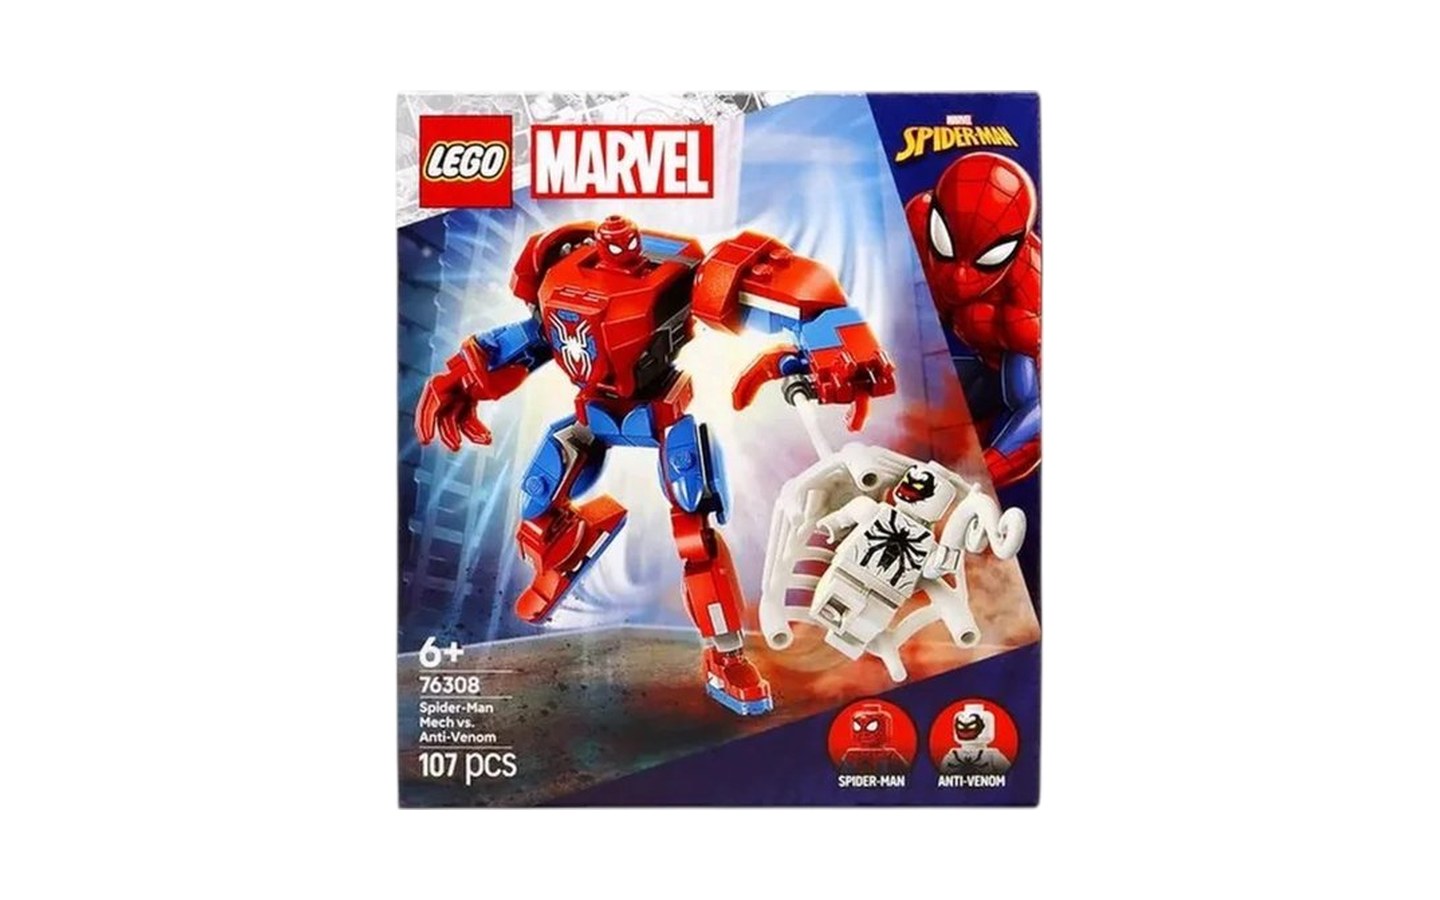 LEGO
MARVEL
MARVEL
SPIDER-MAN
6+
76308
Spider-Man
Mech vs.
Anti-Venom
107 pcs
SPIDER-MAN
ANTI-VENOM